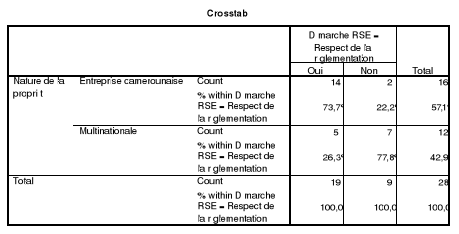 Crosstab
D marche RSE =
Respect de la
r glementation
Oui Non Total
Nature de la
propri t
Entreprise camerounaise Count 14 2 16
% within D marche
RSE = Respect de
la r glementation
73,7 22,2 57,1
Multinationale Count 5 7 12
% within D marche
RSE = Respect de
la r glementation
26,3 77,8 42,9
Total Count 19 9 28
% within D marche
RSE = Respect de
la r glementation
100,0 100,0 100,0